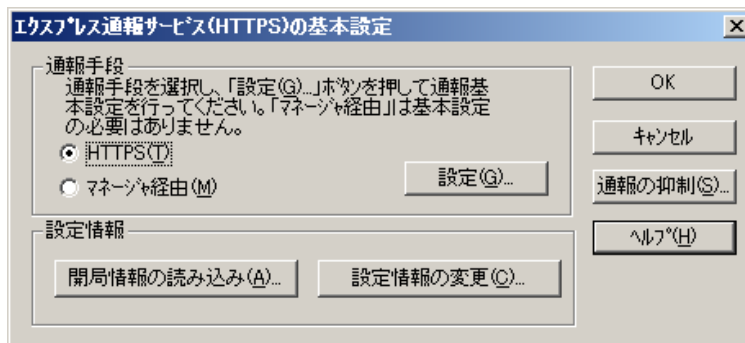 ｴｸｽﾌﾟﾚｽ通報ｻｰﾋﾞｽ(HTTPS)の基本設定
通報手段
通報手段を選択し、「設定(G)...」ﾎﾞﾀﾝを押して通報基
本設定を行ってください。「ﾏﾈｰｼﾞｬ経由」は基本設定
の必要はありません。
HTTPS(T)
ﾏﾈｰｼﾞｬ経由(M)
設定(G)...
設定情報
開局情報の読み込み(A)...
設定情報の変更(C)...
OK
ｷｬﾝｾﾙ
通報の抑制(S)...
ﾍﾙﾌﾟ(H)